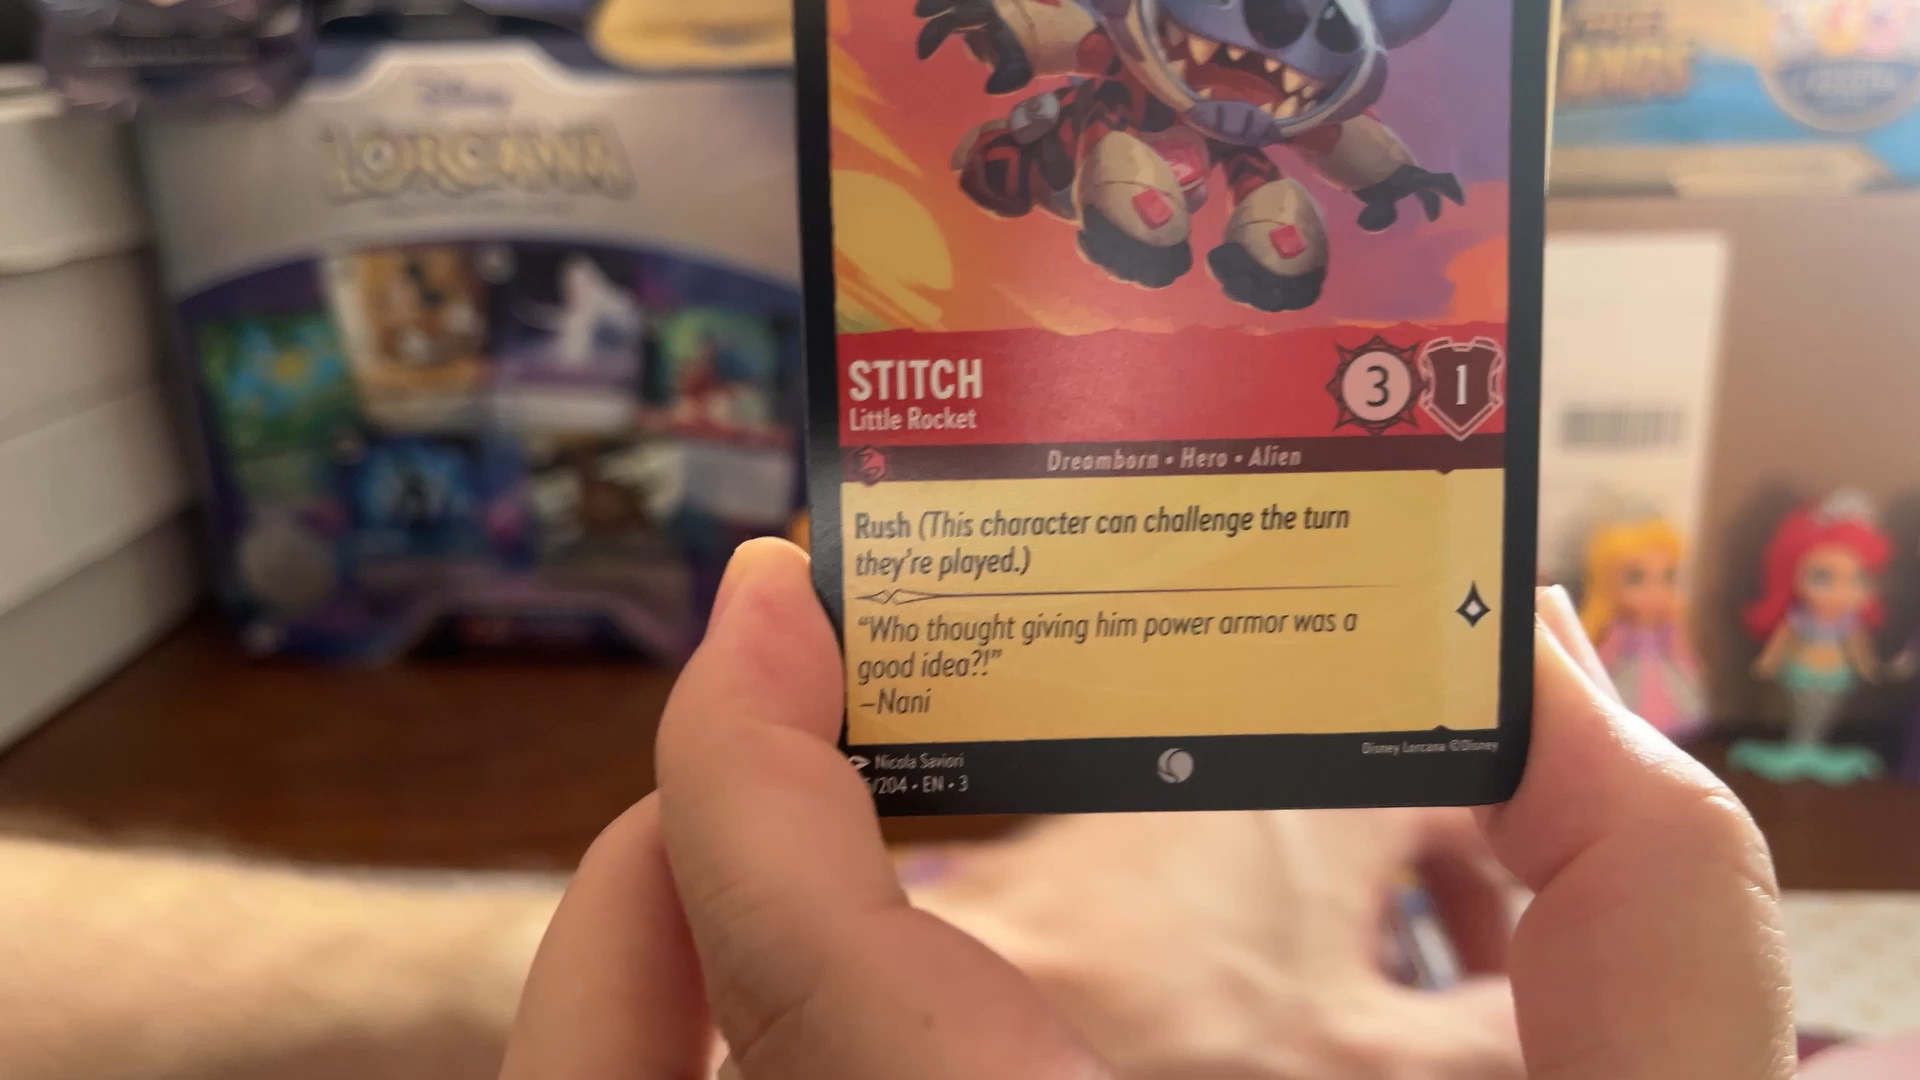 Disney
LORCANA
STITCH
Little Rocket
3
1
Dreamborn • Hero • Alien
Rush (This character can challenge the turn
they're played.)
“Who thought giving him power armor was a
good idea?!”
–Nani
Nicola Saviori
/204 • EN • 3
Disney Lorcana ©Disney